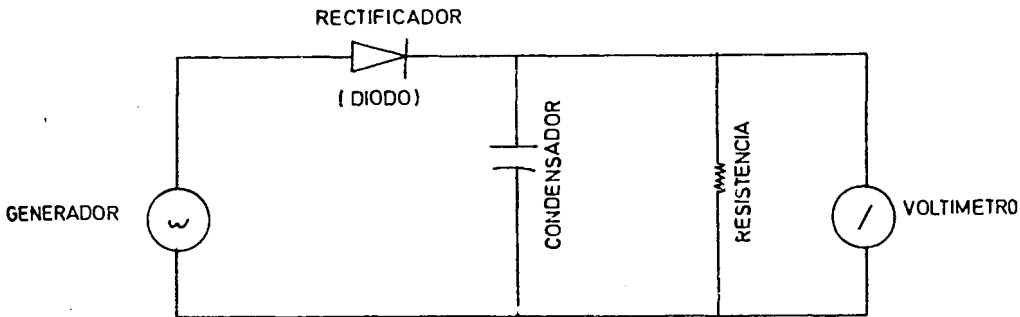 RECTIFICADOR
(DIODO)
CONDENSADOR
RESISTENCIA
GENERADOR
VOLTIMETRO